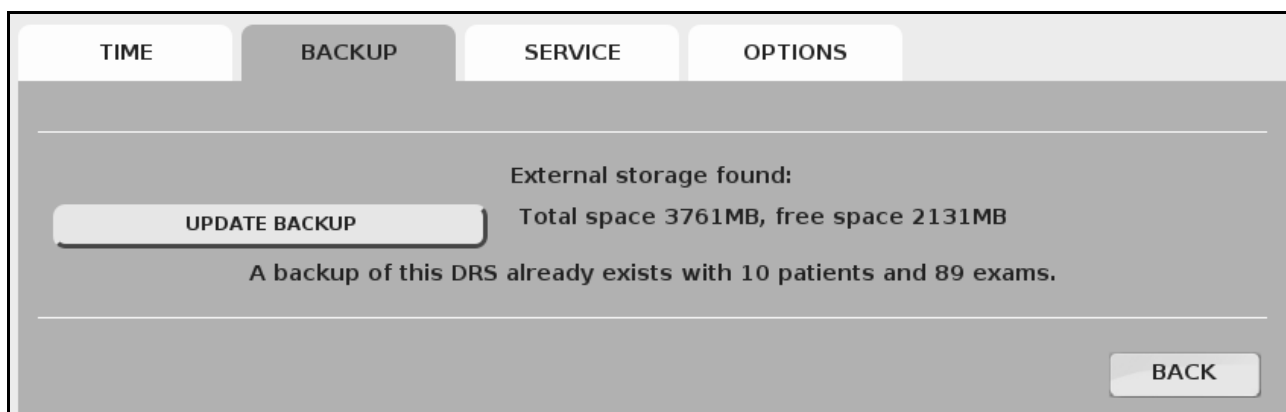 TIME BACKUP SERVICE OPTIONS
External storage found:
UPDATE BACKUP Total space 3761MB, free space 2131MB
A backup of this DRS already exists with 10 patients and 89 exams.
BACK